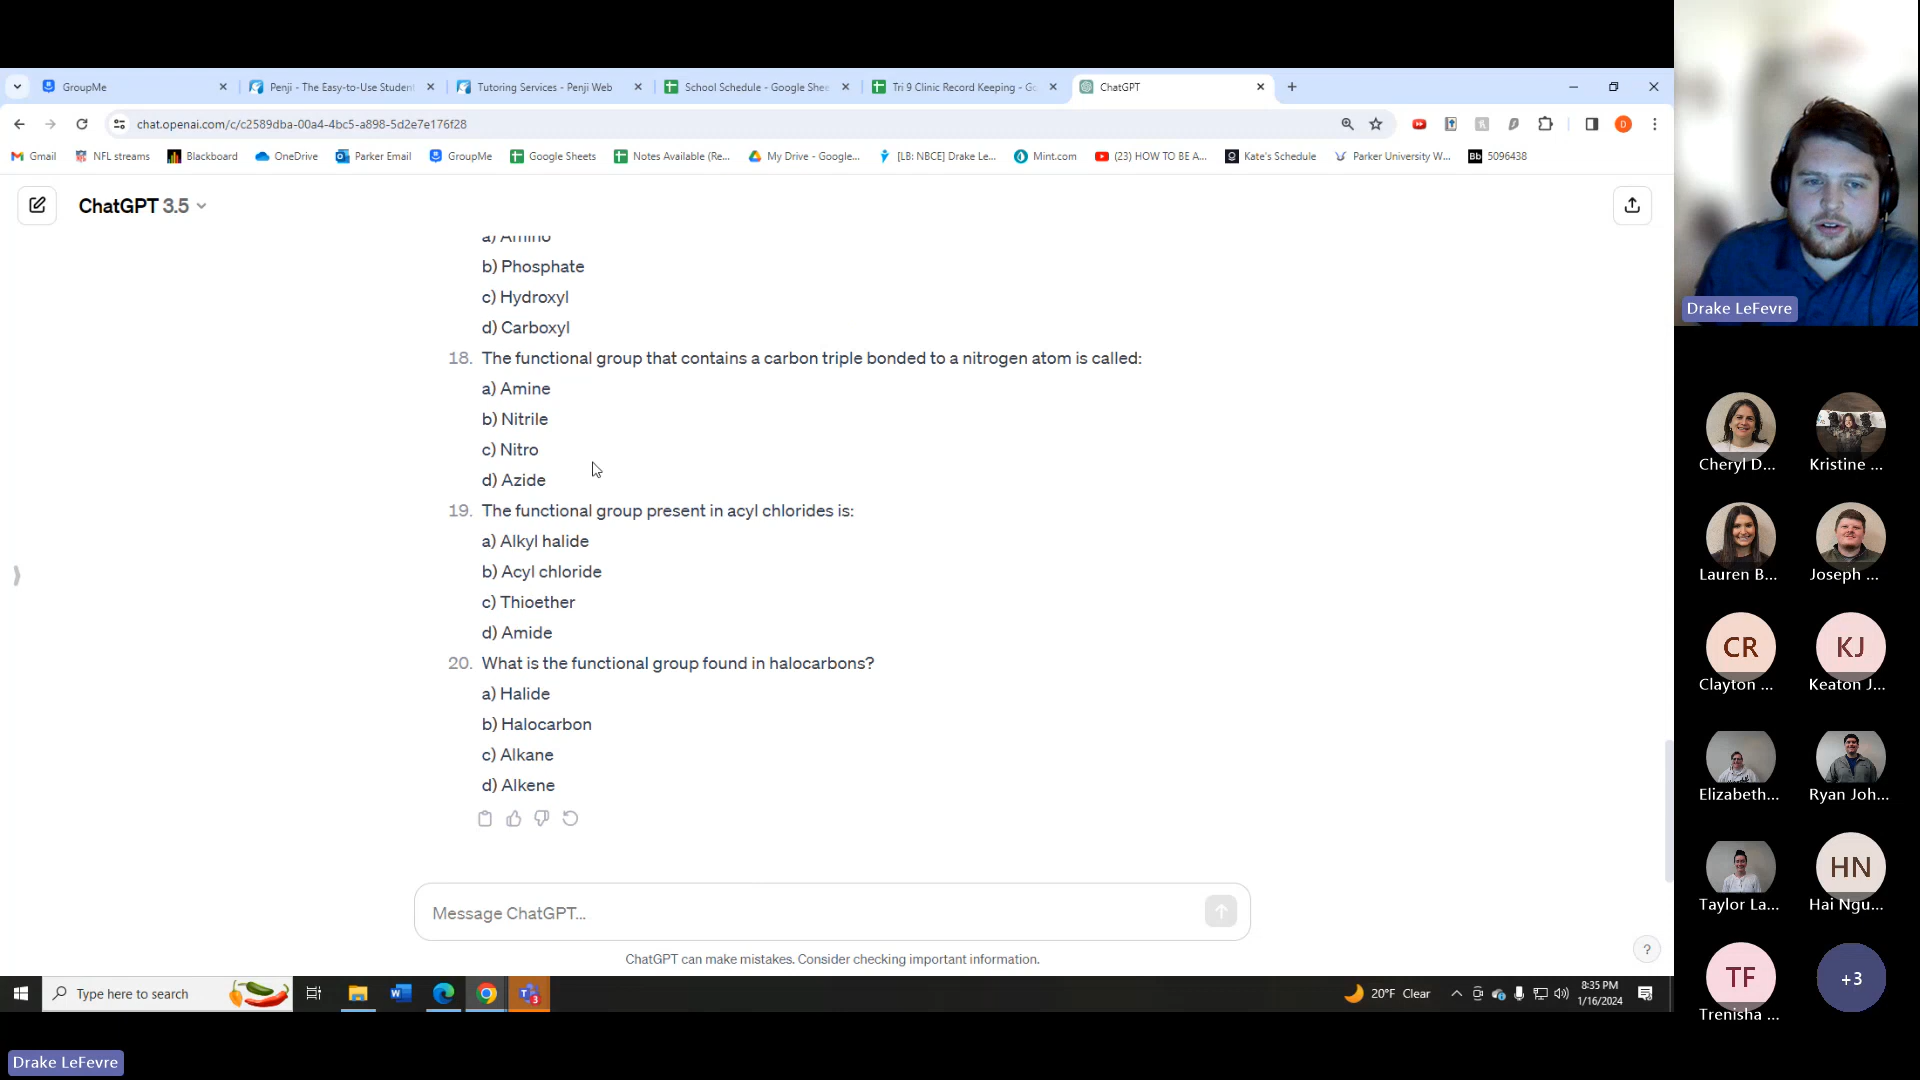 GroupMe
Penji - The Easy-to-Use Student
Tutoring Services - Penji Web
School Schedule - Google Shee
Tri 9 Clinic Record Keeping - Go
ChatGPT
chat.openai.com/c/c2589dba-00a4-4bc5-a898-5d2e7e176f28
D
Gmail
NFL streams
Blackboard
OneDrive
Parker Email
GroupMe
Google Sheets
Notes Available (Re...
My Drive - Google...
[LB: NBCE] Drake Le...
Mint.com
(23) HOW TO BE A...
Kate's Schedule
Parker University W...
Bb 5096438
ChatGPT 3.5
a) Amino
b) Phosphate
c) Hydroxyl
d) Carboxyl
18. The functional group that contains a carbon triple bonded to a nitrogen atom is called:
a) Amine
b) Nitrile
c) Nitro
d) Azide
19. The functional group present in acyl chlorides is:
a) Alkyl halide
b) Acyl chloride
c) Thioether
d) Amide
20. What is the functional group found in halocarbons?
a) Halide
b) Halocarbon
c) Alkane
d) Alkene
Message ChatGPT...
ChatGPT can make mistakes. Consider checking important information.
?
Type here to search
20°F Clear
8:35 PM
1/16/2024
Drake LeFevre
Cheryl D...
Kristine ...
Lauren B...
Joseph ...
CR
KJ
Clayton ...
Keaton J...
Elizabeth...
Ryan Joh...
HN
Taylor La...
Hai Ngu...
TF
+3
Trenisha ...
Drake LeFevre